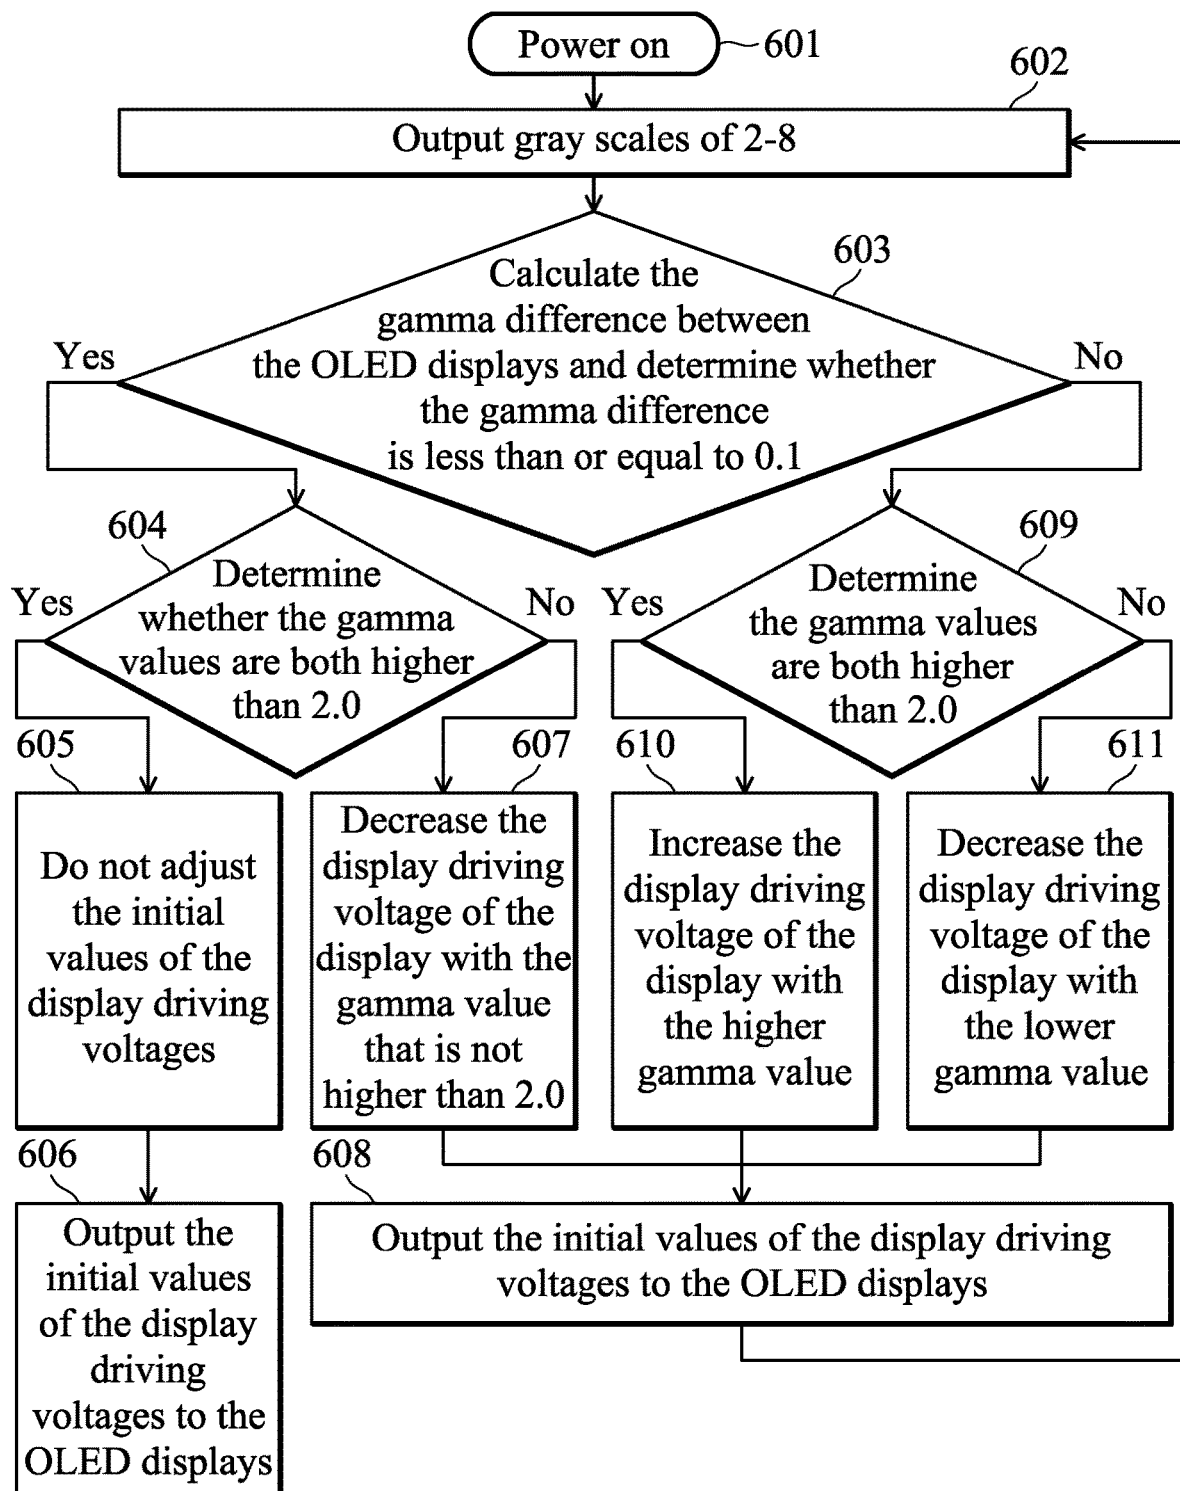 Power on
601
602
Output gray scales of 2-8
603
Calculate the
gamma difference between
the OLED displays and determine whether
the gamma difference
is less than or equal to 0.1
Yes
No
604
Determine
whether the gamma
values are both higher
than 2.0
Yes
No
609
Determine
the gamma values
are both higher
than 2.0
Yes
No
605
Do not adjust
the initial
values of the
display driving
voltages
607
Decrease the
display driving
voltage of the
display with the
gamma value
that is not
higher than 2.0
610
Increase the
display driving
voltage of the
display with
the higher
gamma value
611
Decrease the
display driving
voltage of the
display with
the lower
gamma value
606
Output the
initial values
of the display
driving
voltages to the
OLED displays
608
Output the initial values of the display driving
voltages to the OLED displays